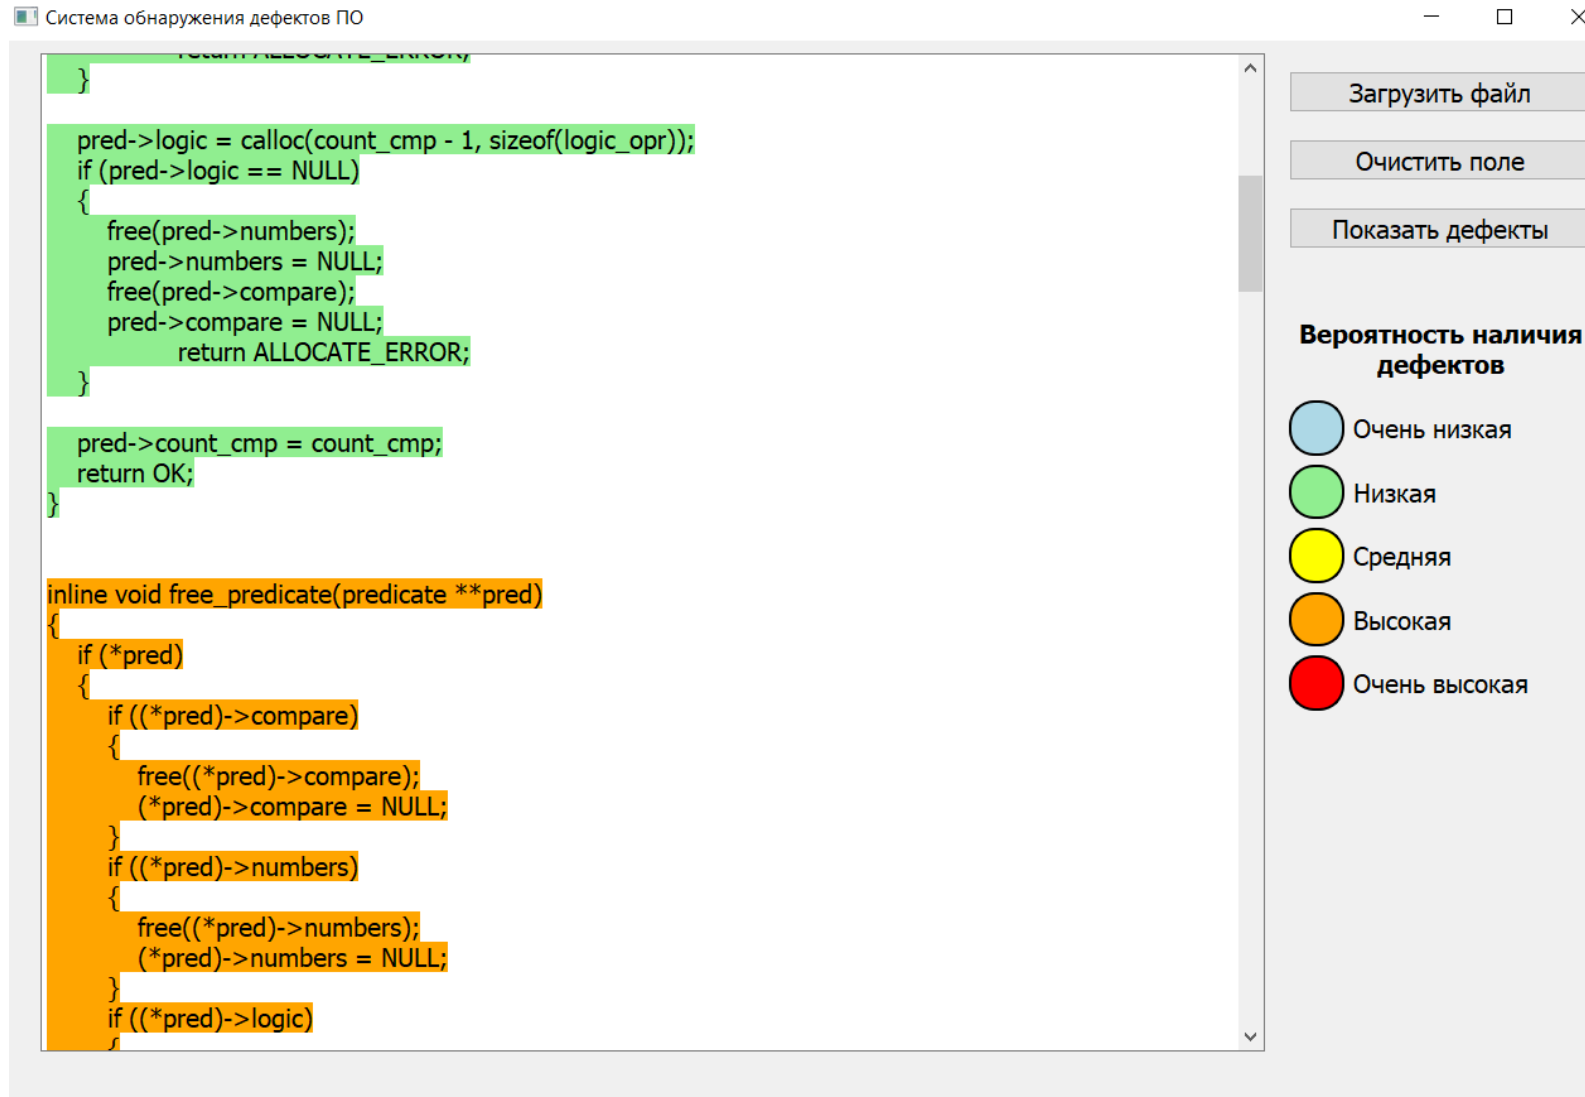 Система обнаружения дефектов ПО
return ALLOCATE_ERROR;
}
pred->logic = calloc(count_cmp - 1, sizeof(logic_opr));
if (pred->logic == NULL)
{
free(pred->numbers);
pred->numbers = NULL;
free(pred->compare);
pred->compare = NULL;
return ALLOCATE_ERROR;
}
pred->count_cmp = count_cmp;
return OK;
}
inline void free_predicate(predicate **pred)
{
if (*pred)
{
if ((*pred)->compare)
{
free((*pred)->compare);
(*pred)->compare = NULL;
}
if ((*pred)->numbers)
{
free((*pred)->numbers);
(*pred)->numbers = NULL;
}
if ((*pred)->logic)
{
Загрузить файл
Очистить поле
Показать дефекты
Вероятность наличия
дефектов
Очень низкая
Низкая
Средняя
Высокая
Очень высокая